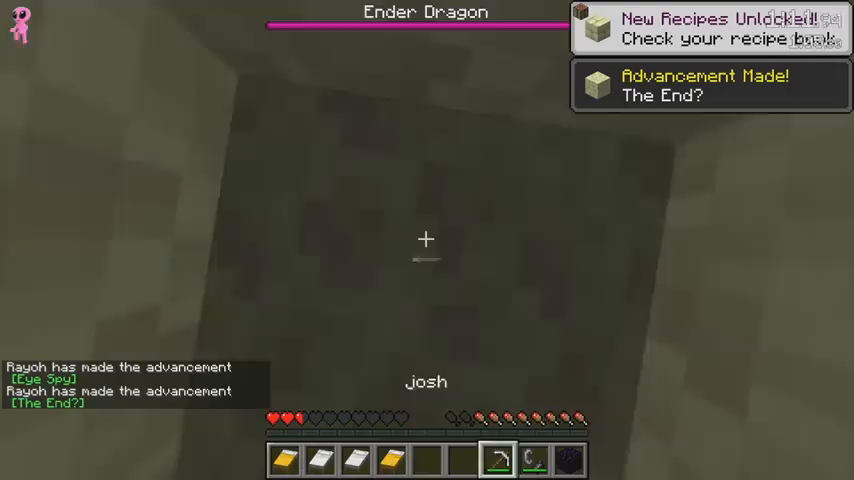 Ender Dragon
New Recipes Unlocked!
Check your recipe book
Advancement Made!
The End?
Rayoh has made the advancement
[Eye Spy]
Rayoh has made the advancement
[The End?]
josh